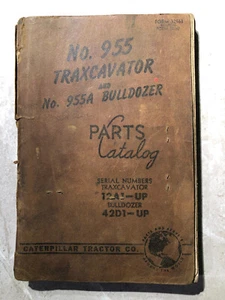 No. 955
TRAXCAVATOR
AND
No. 955A BULLDOZER
PARTS
Catalog
SERIAL NUMBERS
TRAXCAVATOR
12A1-UP
BULLDOZER
42D1-UP
CATERPILLAR TRACTOR CO.